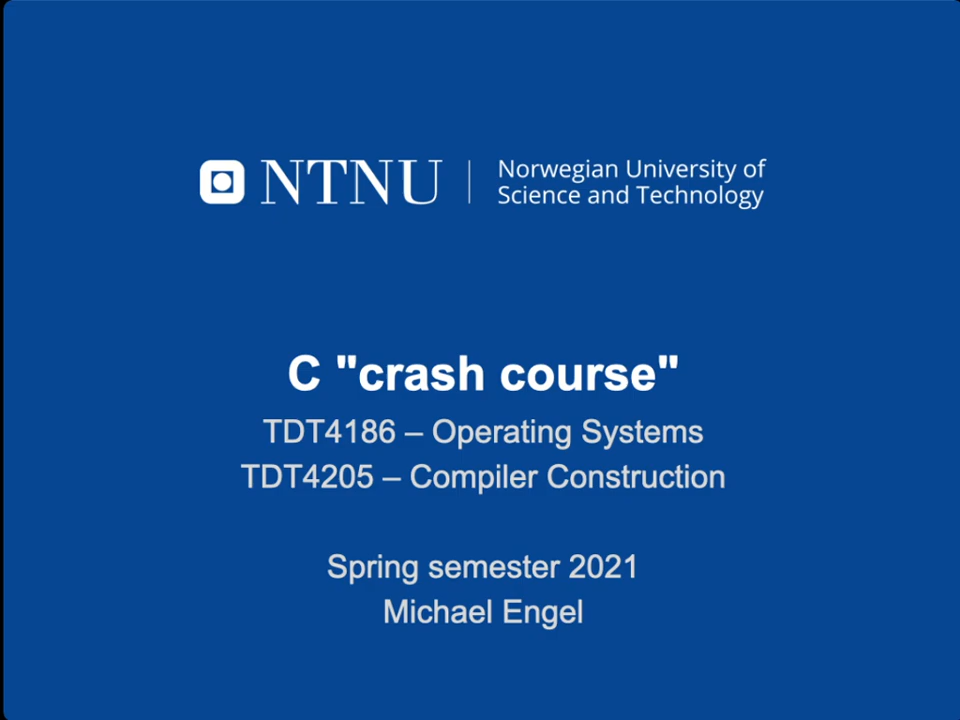 NTNU
Norwegian University of
Science and Technology
C "crash course"
TDT4186 – Operating Systems
TDT4205 – Compiler Construction
Spring semester 2021
Michael Engel